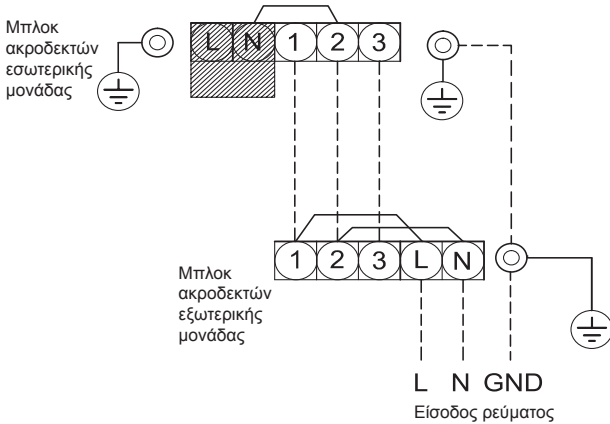 Μπλοκ
ακροδεκτών
εσωτερικής
μονάδας
L N 1 2 3
1 2 3 L N
Μπλοκ
ακροδεκτών
εξωτερικής
μονάδας
L N GND
Είσοδος ρεύματος